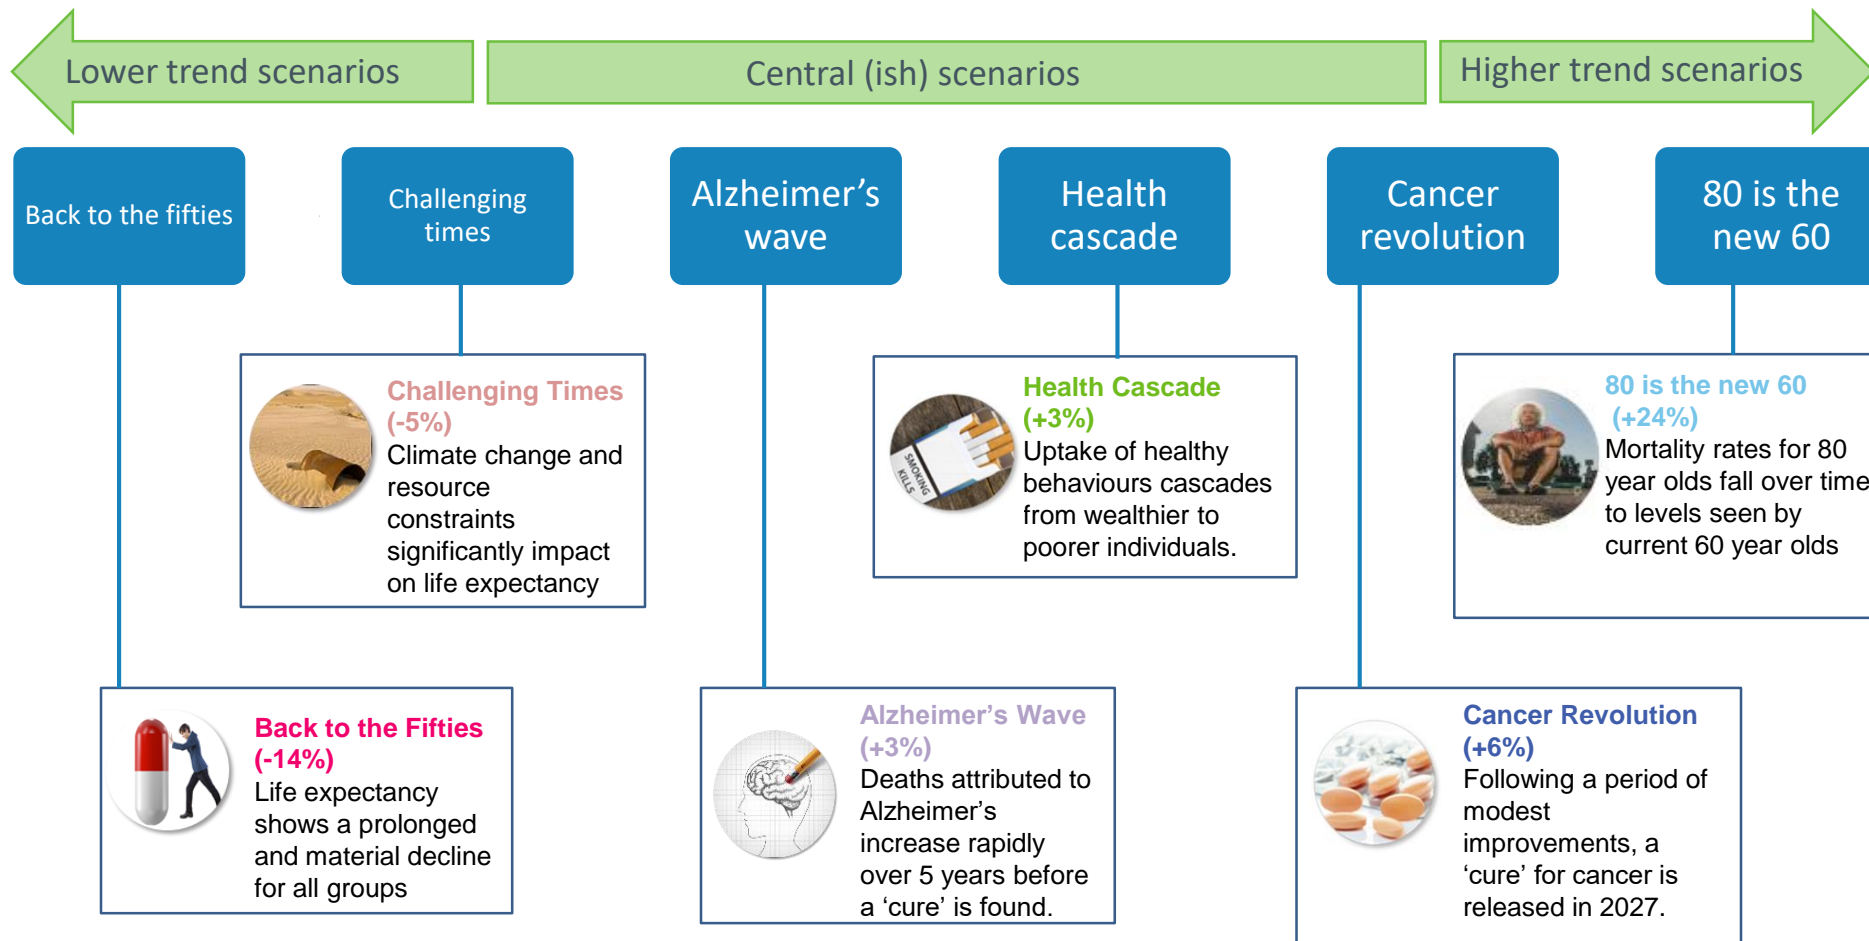 Lower trend scenarios
Central (ish) scenarios
Higher trend scenarios
Back to the fifties
Challenging
times
Alzheimer’s
wave
Health
cascade
Cancer
revolution
80 is the
new 60
Challenging Times
(-5%)
Climate change and
resource
constraints
significantly impact
on life expectancy
SMOKING
KILLS
Health Cascade
(+3%)
Uptake of healthy
behaviours cascades
from wealthier to
poorer individuals.
80 is the new 60
(+24%)
Mortality rates for 80
year olds fall over time
to levels seen by
current 60 year olds
Back to the Fifties
(-14%)
Life expectancy
shows a prolonged
and material decline
for all groups
Alzheimer’s Wave
(+3%)
Deaths attributed to
Alzheimer’s
increase rapidly
over 5 years before
a ‘cure’ is found.
Cancer Revolution
(+6%)
Following a period of
modest
improvements, a
‘cure’ for cancer is
released in 2027.